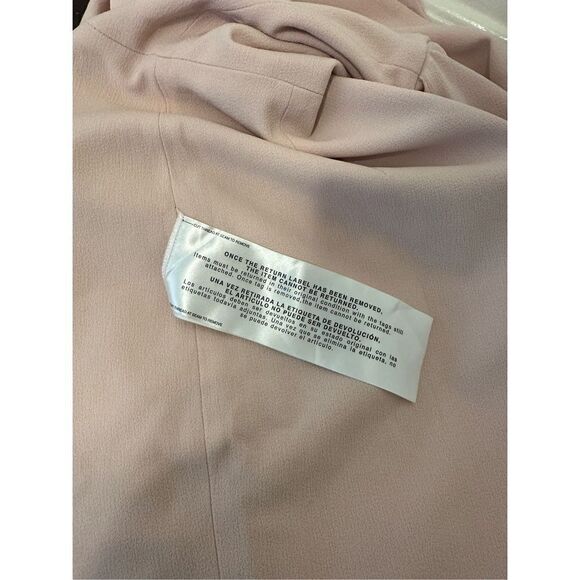 CUT THREAD AT SEAM TO REMOVE
ONCE THE RETURN LABEL HAS BEEN REMOVED,
THE ITEM CANNOT BE RETURNED.
Items must be returned in their original condition with the tags still
attached. Once tag is removed, the item cannot be returned.
UNA VEZ RETIRADA LA ETIQUETA DE DEVOLUCIÓN,
EL ARTÍCULO NO PUEDE SER DEVUELTO.
Los artículos deben ser devueltos en su estado original con las
etiquetas todavía adjuntas. Una vez que se elimina la etiqueta, no
se puede devolver el artículo.
THREAD AT SEAM TO REMOVE